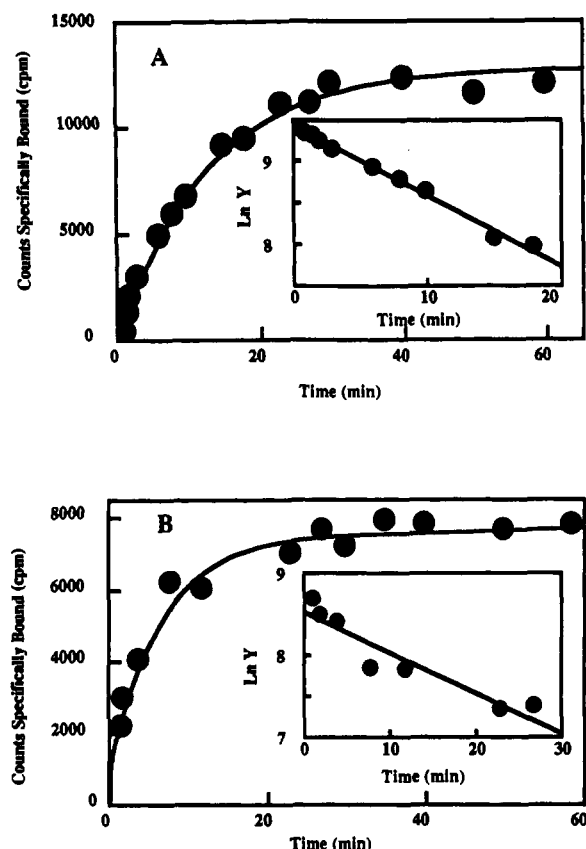 15000
A
10000
5000
0
Counts Specifically Bound (cpm)
9
8
Ln Y
0 10 20
Time (min)
0 20 40 60
Time (min)
8000
B
6000
4000
2000
0
Counts Specifically Bound (cpm)
9
8
7
Ln Y
0 10 20 30
Time (min)
0 20 40 60
Time (min)